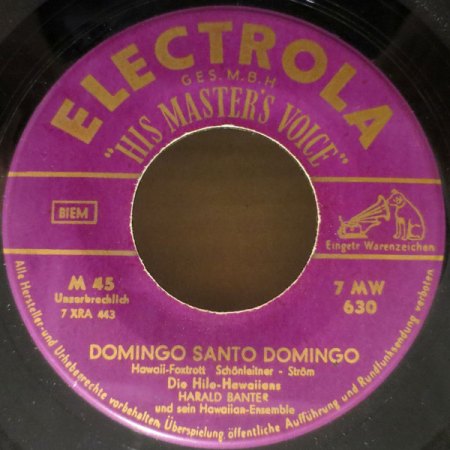 ELECTROLA
GES. M. B. H
"HIS MASTER'S VOICE"
BIEM
Eingetr Warenzeichen
M 45
Unzerbrechlich
7 XRA 443
7 MW
630
DOMINGO SANTO DOMINGO
Hawaii-Foxtrott Schönleitner - Ström
Die Hilo-Hawaiians
HARALD BANTER
und sein Hawaiian-Ensemble
Alle Hersteller- und Urheberrechte vorbehalten Überspielung, öffentliche Aufführung und Rundfunksendung verboten